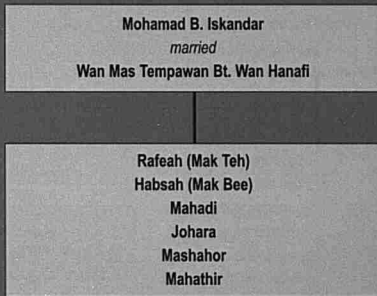 Mohamad B. Iskandar
married
Wan Mas Tempawan Bt. Wan Hanafi
Rafeah (Mak Teh)
Habsah (Mak Bee)
Mahadi
Johara
Mashahor
Mahathir